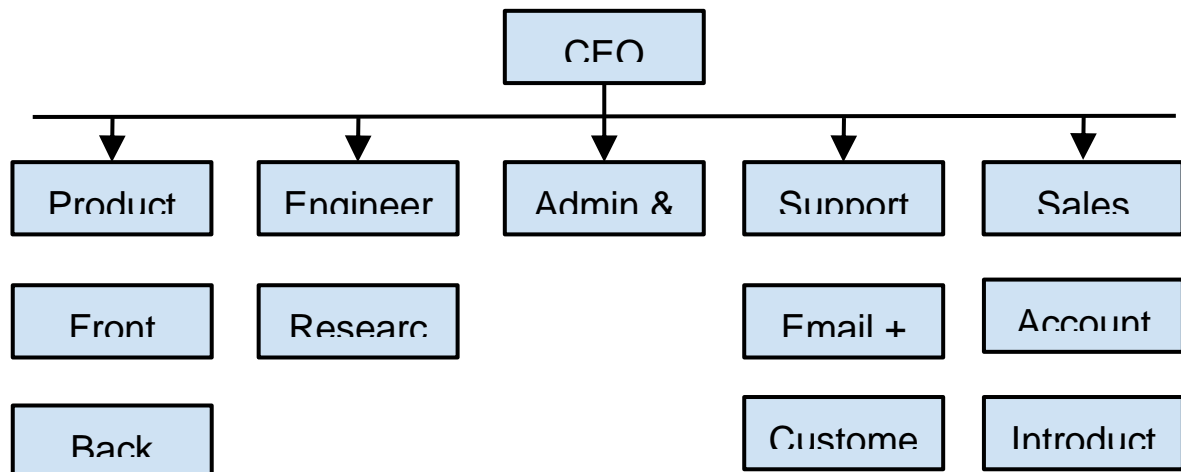 CEO
Product
Engineer
Admin &
Support
Sales
Front
Researc
Email +
Account
Back
Custome
Introduct